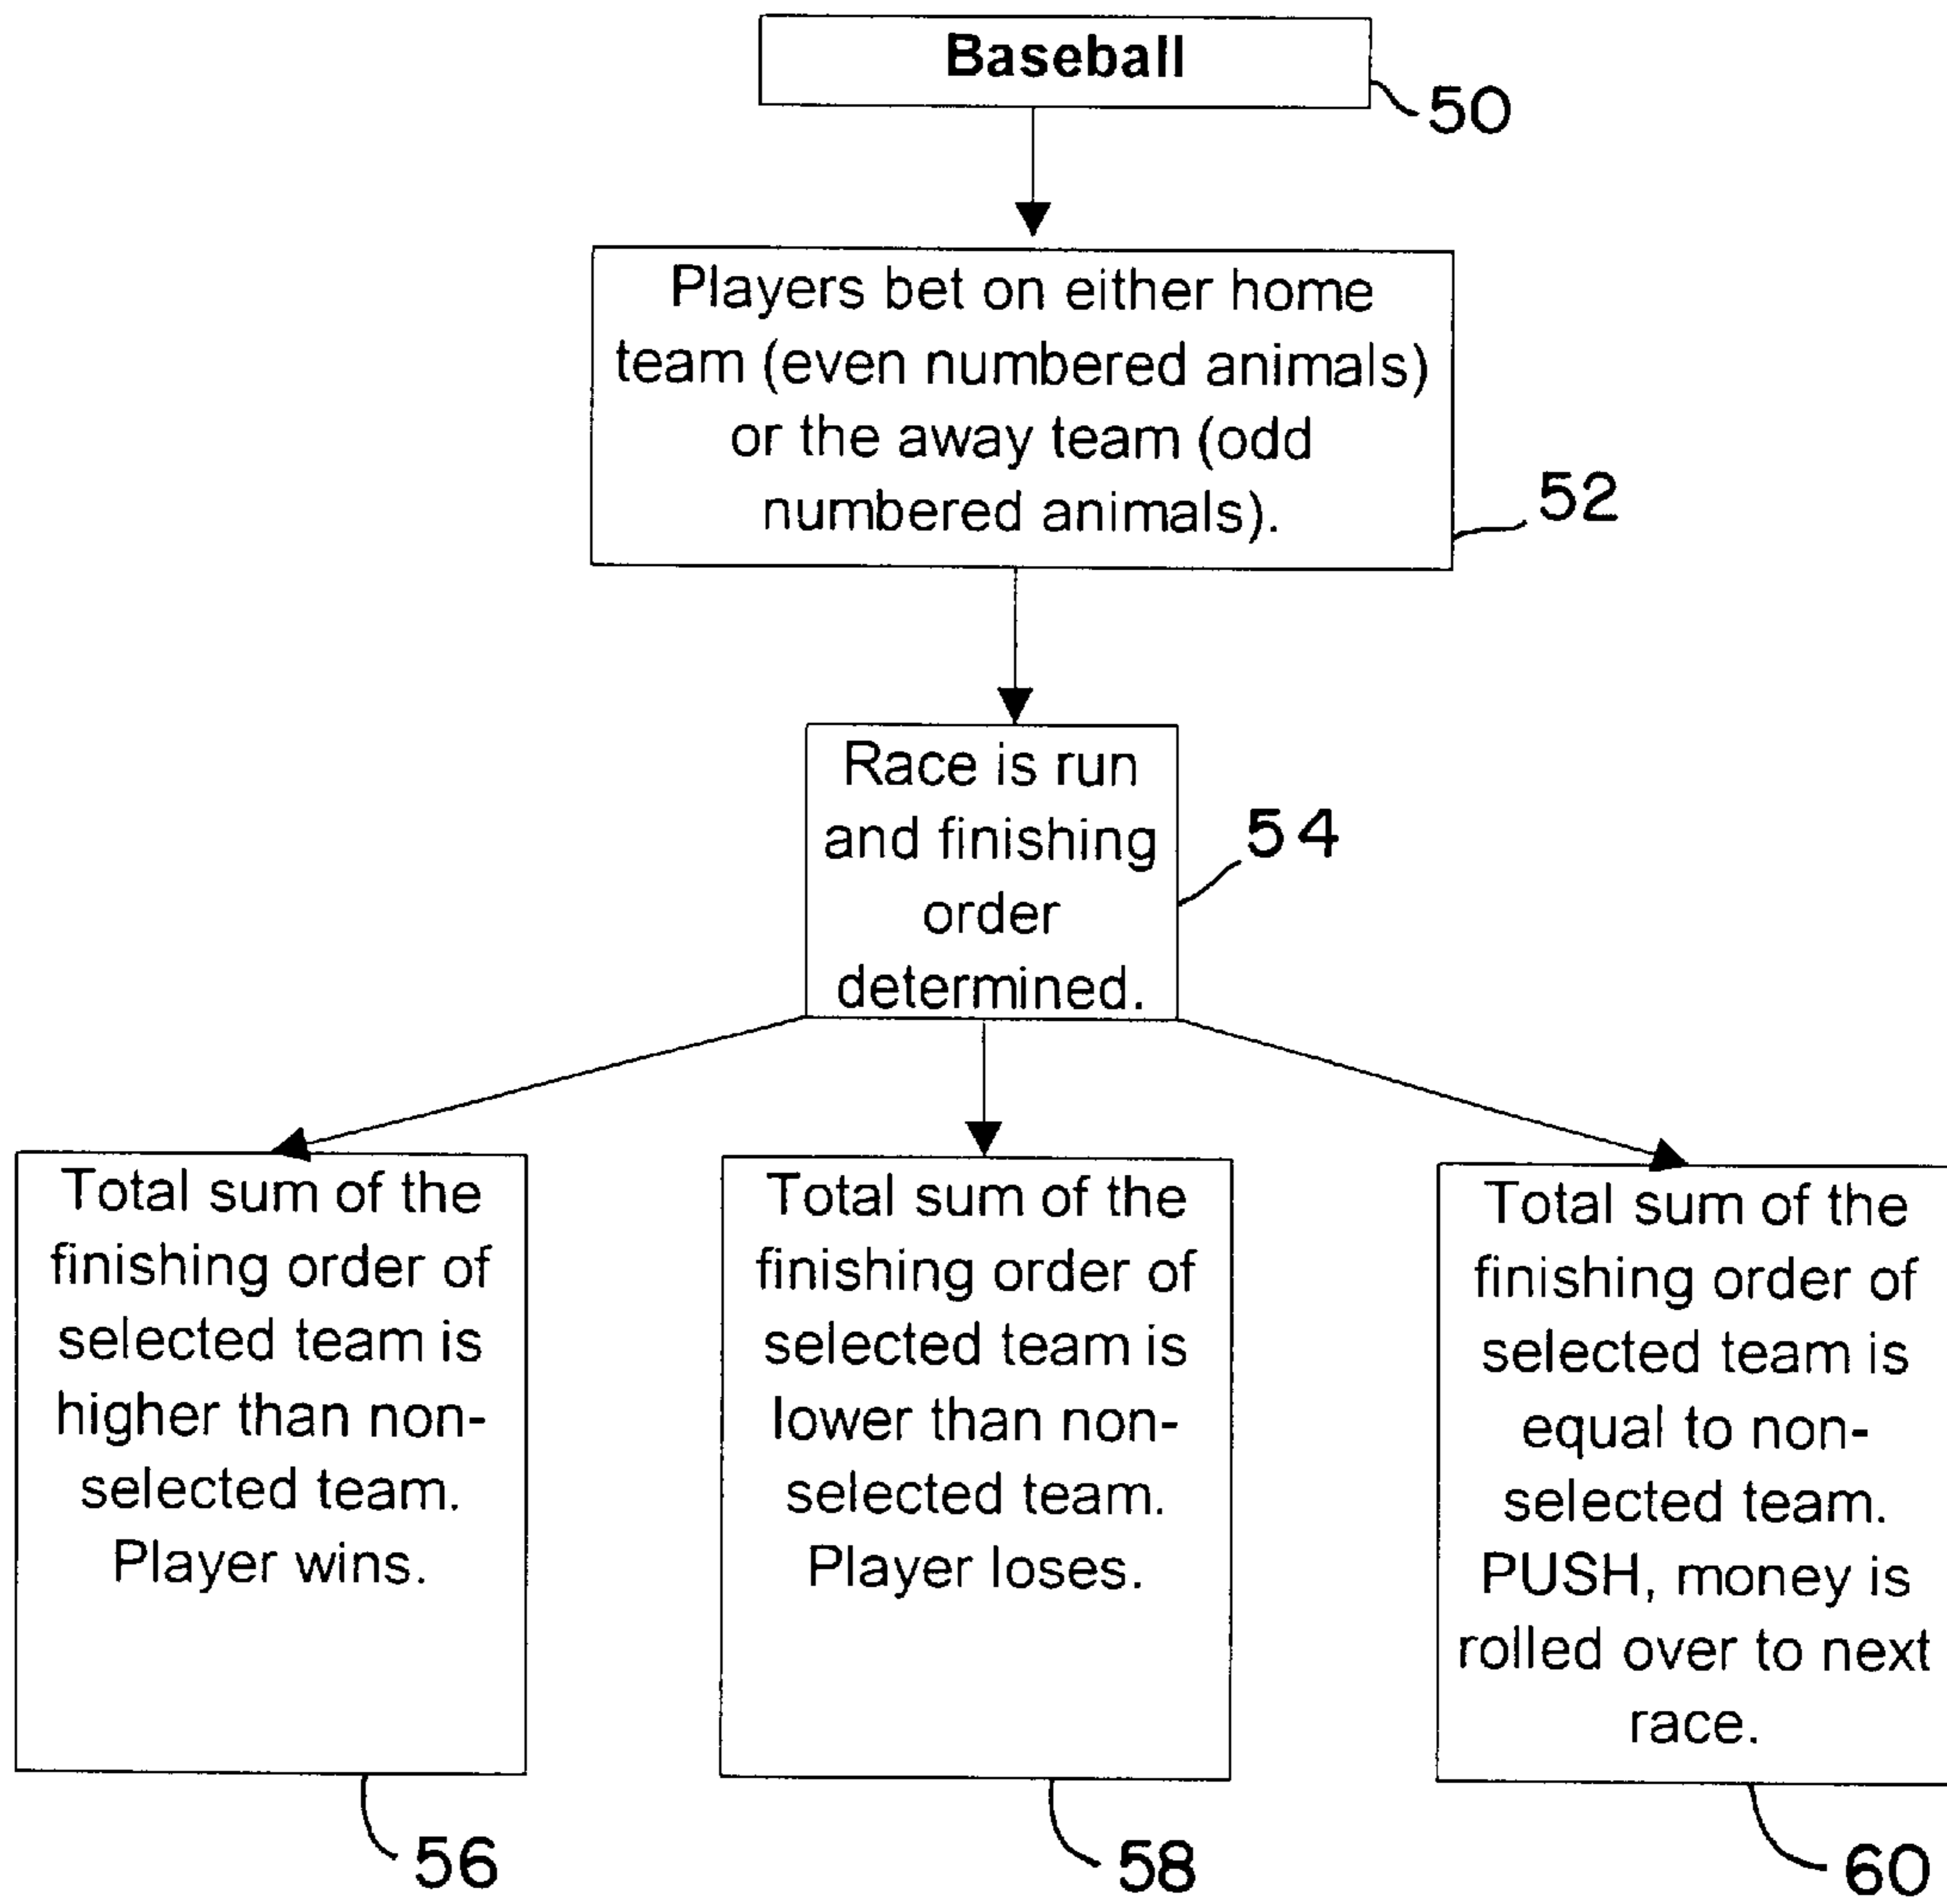 Baseball
50
Players bet on either home
team (even numbered animals)
or the away team (odd
numbered animals).
52
Race is run
and finishing
order
determined.
54
Total sum of the
finishing order of
selected team is
higher than non-
selected team.
Player wins.
56
Total sum of the
finishing order of
selected team is
lower than non-
selected team.
Player loses.
58
Total sum of the
finishing order of
selected team is
equal to non-
selected team.
PUSH, money is
rolled over to next
race.
60